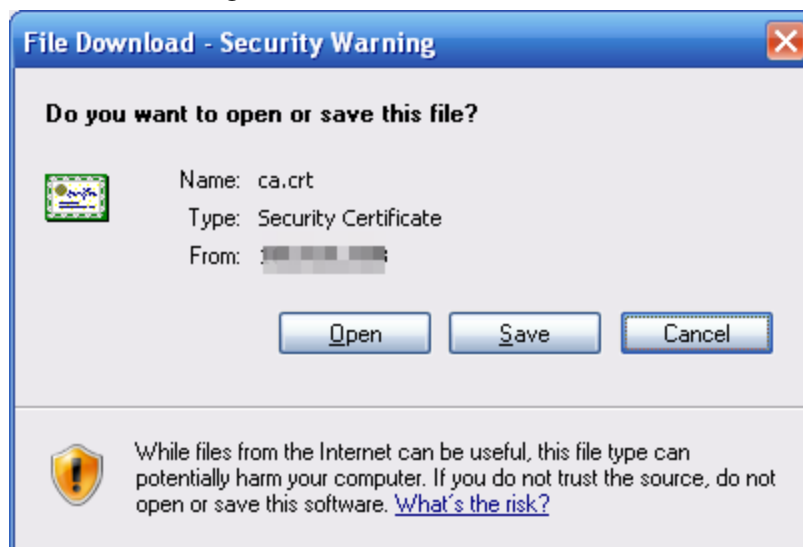 File Download - Security Warning
Do you want to open or save this file?
Name: ca.crt
Type: Security Certificate
From:
Open Save Cancel
While files from the Internet can be useful, this file type can
potentially harm your computer. If you do not trust the source, do not
open or save this software. What's the risk?